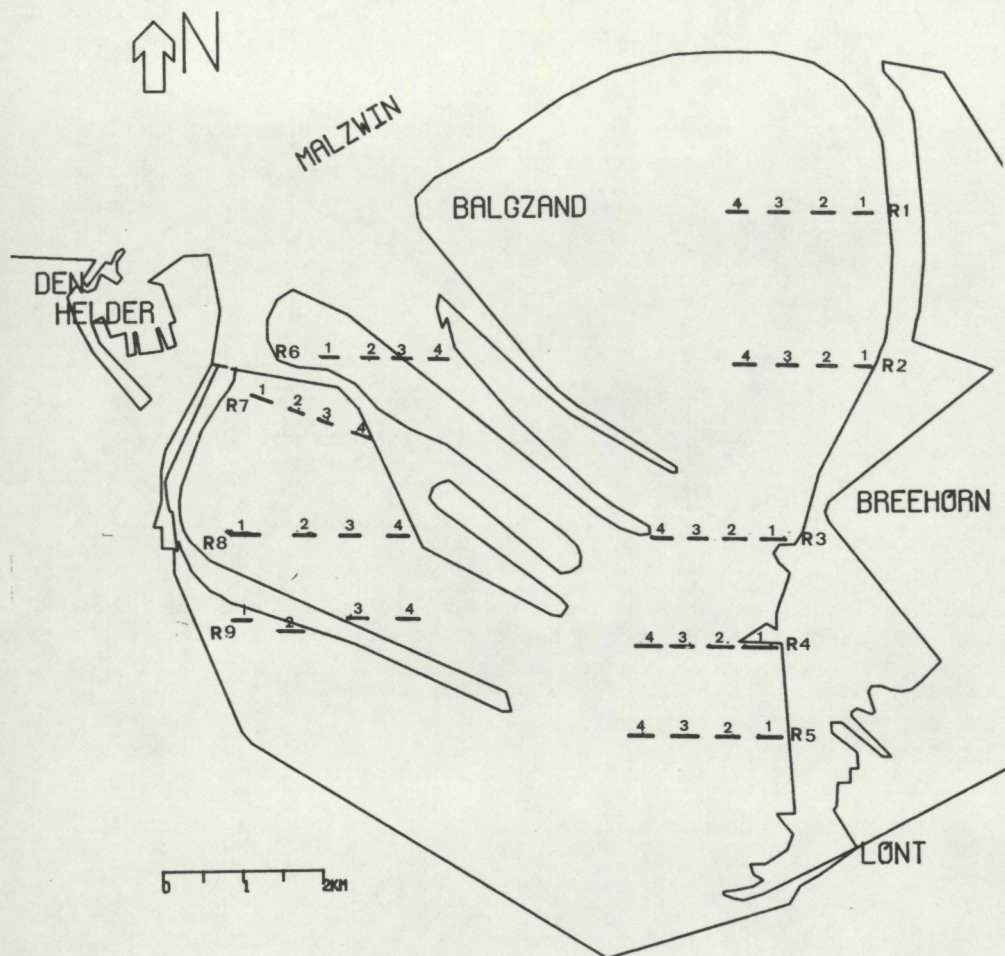 N
MALZWIN
BALGZAND
4 3 2 1 R1
DEN
HELDER
R6 1 2 3 4
4 3 2 1 R2
R7 1 2 3 4
BREEHØRN
R8 1 2 3 4
4 3 2 1 R3
R9 1 2 3 4
4 3 2 1 R4
4 3 2 1 R5
LØNT
0 1 2KM